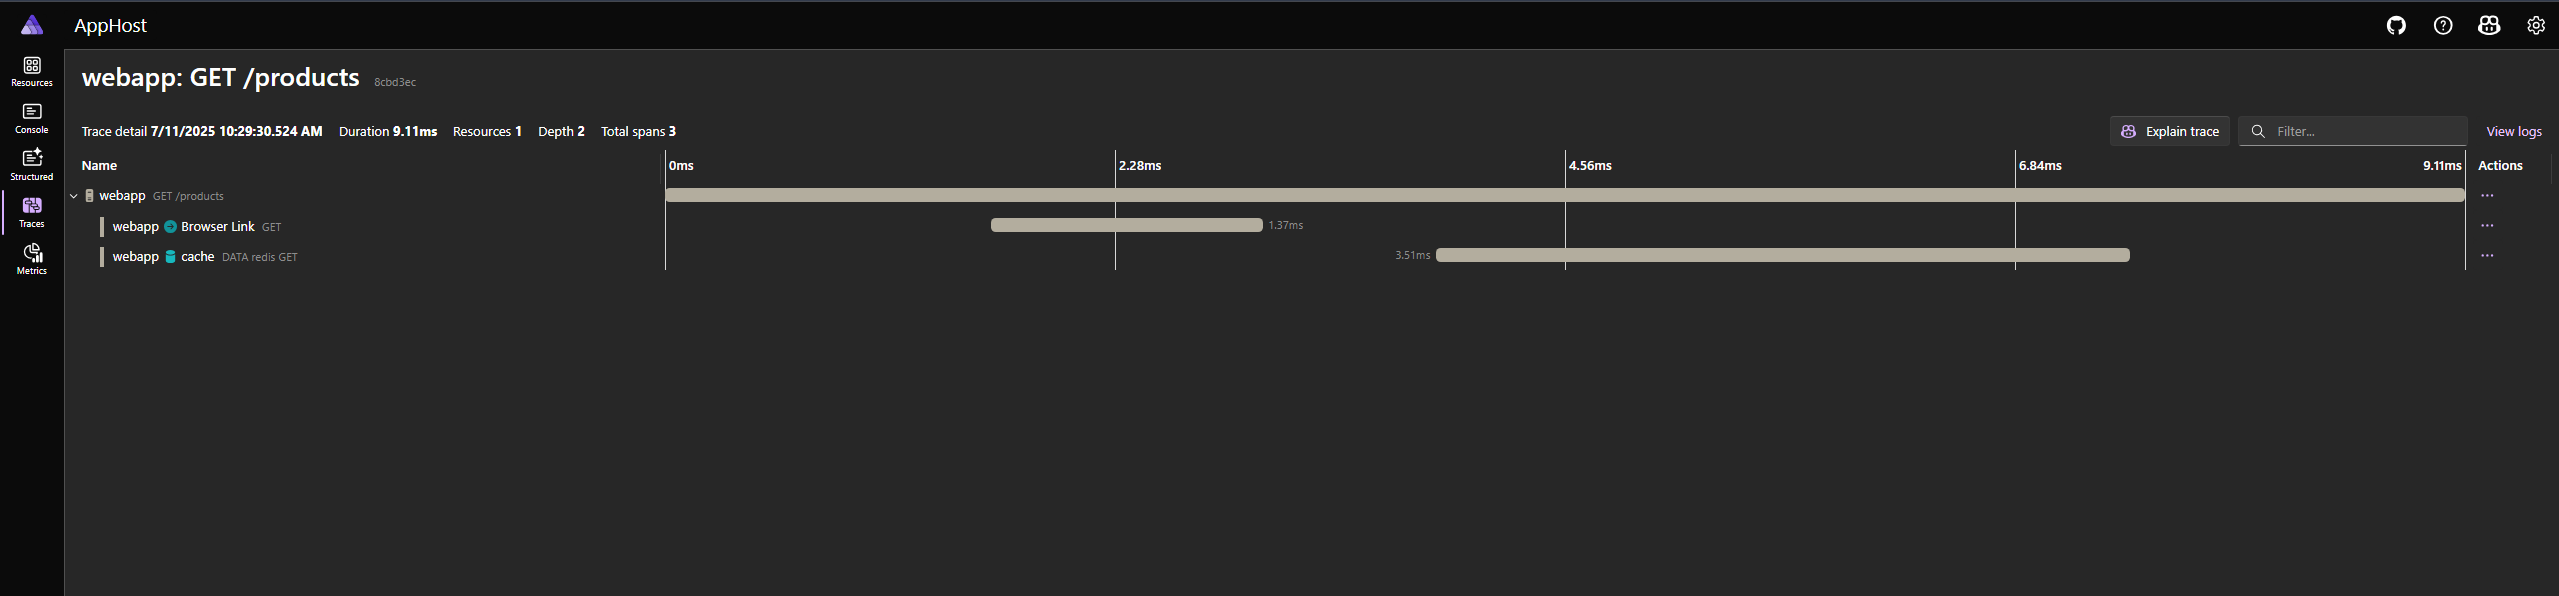 AppHost
Resources
Console
Structured
Traces
Metrics
webapp: GET /products 8cbd3ec
Trace detail 7/11/2025 10:29:30.524 AM Duration 9.11ms Resources 1 Depth 2 Total spans 3
Explain trace Filter... View logs
Name 0ms 2.28ms 4.56ms 6.84ms 9.11ms Actions
webapp GET /products ...
webapp Browser Link GET 1.37ms ...
webapp cache DATA redis GET 3.51ms ...